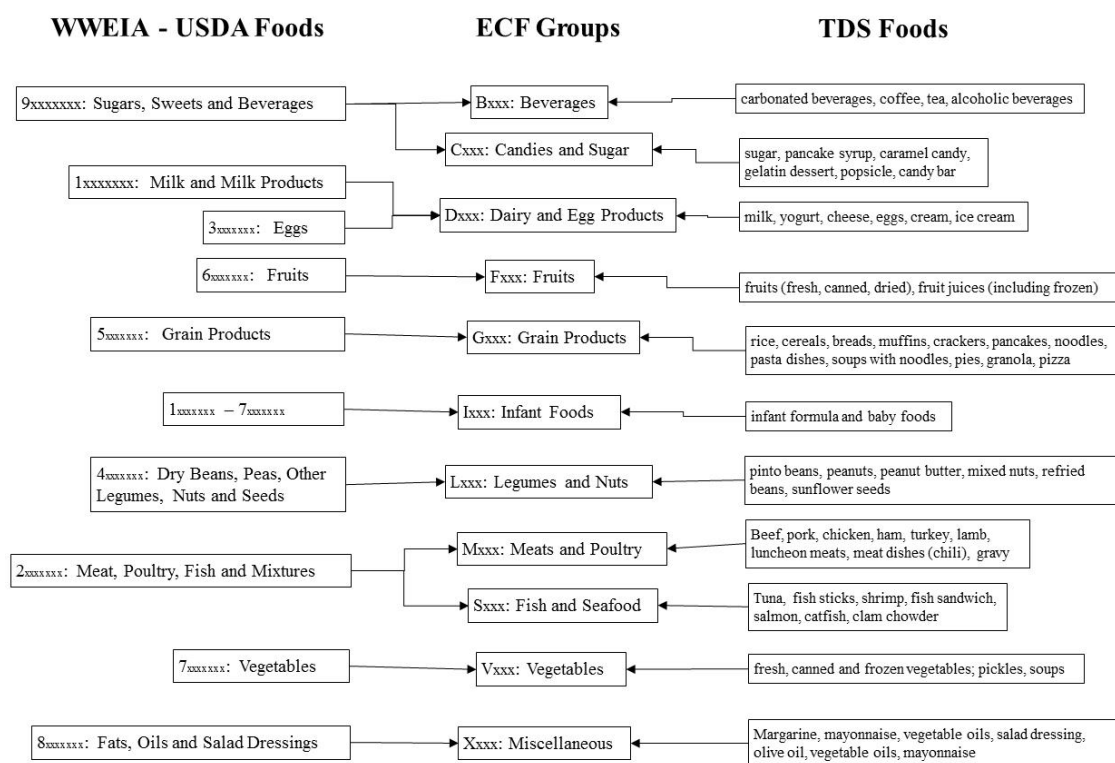 WWEIA - USDA Foods
ECF Groups
TDS Foods
9xxxxxxx: Sugars, Sweets and Beverages
Bxxx: Beverages
carbonated beverages, coffee, tea, alcoholic beverages
Cxxx: Candies and Sugar
sugar, pancake syrup, caramel candy,
gelatin dessert, popsicle, candy bar
1xxxxxxx: Milk and Milk Products
3xxxxxxx: Eggs
Dxxx: Dairy and Egg Products
milk, yogurt, cheese, eggs, cream, ice cream
6xxxxxxx: Fruits
Fxxx: Fruits
fruits (fresh, canned, dried), fruit juices (including frozen)
5xxxxxxx: Grain Products
Gxxx: Grain Products
rice, cereals, breads, muffins, crackers, pancakes, noodles,
pasta dishes, soups with noodles, pies, granola, pizza
1xxxxxxx – 7xxxxxxx
Ixxx: Infant Foods
infant formula and baby foods
4xxxxxxx: Dry Beans, Peas, Other
Legumes, Nuts and Seeds
Lxxx: Legumes and Nuts
pinto beans, peanuts, peanut butter, mixed nuts, refried
beans, sunflower seeds
2xxxxxxx: Meat, Poultry, Fish and Mixtures
Mxxx: Meats and Poultry
Beef, pork, chicken, ham, turkey, lamb,
luncheon meats, meat dishes (chili), gravy
Sxxx: Fish and Seafood
Tuna, fish sticks, shrimp, fish sandwich,
salmon, catfish, clam chowder
7xxxxxxx: Vegetables
Vxxx: Vegetables
fresh, canned and frozen vegetables; pickles, soups
8xxxxxxx: Fats, Oils and Salad Dressings
Xxxx: Miscellaneous
Margarine, mayonnaise, vegetable oils, salad dressing,
olive oil, vegetable oils, mayonnaise